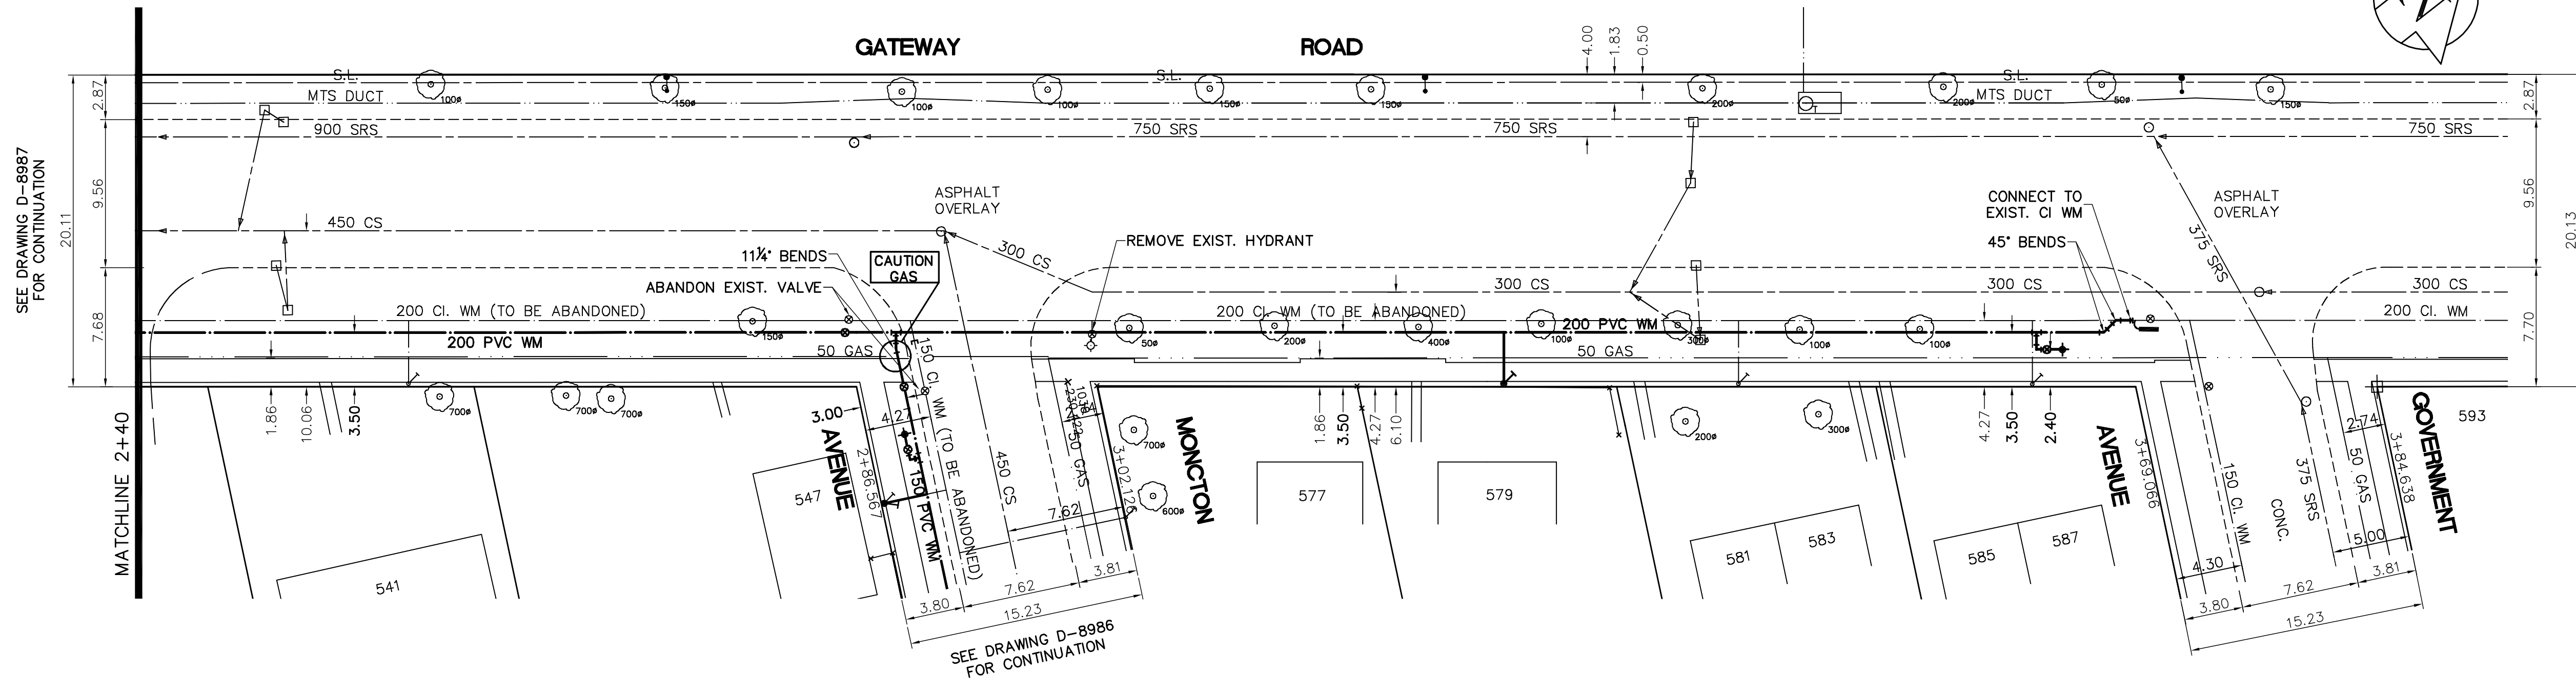 GATEWAY ROAD
4.00
1.83
0.50
S.L.
S.L.
S.L.
100ø
150ø
100ø
100ø
150ø
150ø
200ø
200ø
50ø
150ø
MTS DUCT
MTS DUCT
T
2.87
2.87
900 SRS
750 SRS
750 SRS
750 SRS
SEE DRAWING D-8987
FOR CONTINUATION
20.11
9.56
7.68
ASPHALT
OVERLAY
ASPHALT
OVERLAY
CONNECT TO
EXIST. CI WM
45° BENDS
9.56
20.13
7.70
450 CS
300 CS
REMOVE EXIST. HYDRANT
375 SRS
11¼° BENDS
CAUTION
GAS
ABANDON EXIST. VALVE
300 CS
300 CS
300 CS
200 CI. WM (TO BE ABANDONED)
200 CI. WM (TO BE ABANDONED)
200 CI. WM
200 PVC WM
200 PVC WM
150ø
50ø
200ø
400ø
100ø
300ø
100ø
100ø
50 GAS
50 GAS
MATCHLINE 2+40
1.86
10.06
3.50
700ø
700ø
700ø
3.00
4.27
AVENUE
2+86.567
150 PVC WM
150 CI. WM (TO BE ABANDONED)
450 CS
50 GAS
3+02.126
7.62
MONCTON
700ø
600ø
1.86
3.50
4.27
6.10
200ø
300ø
4.27
3.50
2.40
AVENUE
3+69.066
150 CI. WM
CONC.
375 SRS
50 GAS
2.74
3+84.638
GOVERNMENT
593
541
547
577
579
581
583
585
587
3.80
7.62
3.81
15.23
SEE DRAWING D-8986
FOR CONTINUATION
4.30
5.00
3.80
7.62
3.81
15.23